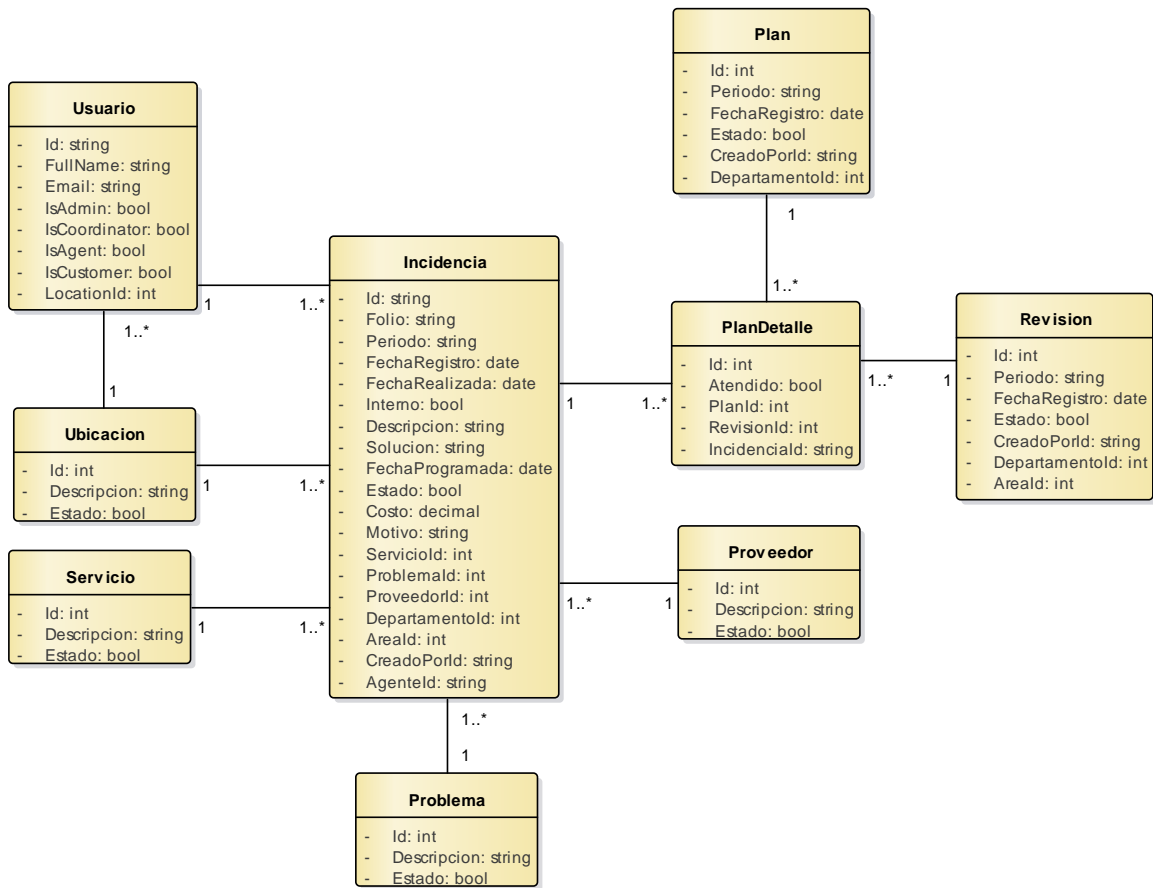 Plan
- Id: int
- Periodo: string
- FechaRegistro: date
- Estado: bool
- CreadoPorId: string
- DepartamentoId: int
1
1..*
Usuario
- Id: string
- FullName: string
- Email: string
- IsAdmin: bool
- IsCoordinator: bool
- IsAgent: bool
- IsCustomer: bool
- LocationId: int
1
1..*
1..*
1
Incidencia
- Id: string
- Folio: string
- Periodo: string
- FechaRegistro: date
- FechaRealizada: date
- Interno: bool
- Descripcion: string
- Solucion: string
- FechaProgramada: date
- Estado: bool
- Costo: decimal
- Motivo: string
- ServicioId: int
- ProblemaId: int
- ProveedorId: int
- DepartamentoId: int
- AreaId: int
- CreadoPorId: string
- AgenteId: string
1
1..*
PlanDetalle
- Id: int
- Atendido: bool
- PlanId: int
- RevisionId: int
- IncidenciaId: string
1..*
1
Revision
- Id: int
- Periodo: string
- FechaRegistro: date
- Estado: bool
- CreadoPorId: string
- DepartamentoId: int
- AreaId: int
Ubicacion
- Id: int
- Descripcion: string
- Estado: bool
1
1..*
Servicio
- Id: int
- Descripcion: string
- Estado: bool
1
1..*
Proveedor
- Id: int
- Descripcion: string
- Estado: bool
1..*
1
1..*
1
Problema
- Id: int
- Descripcion: string
- Estado: bool